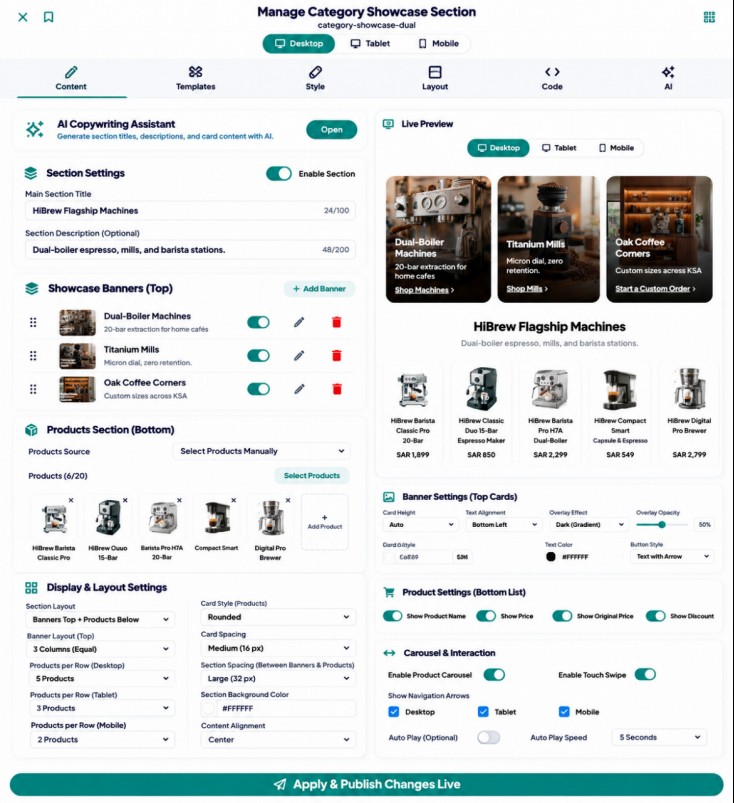 Manage Category Showcase Section
category-showcase-dual
Desktop
Tablet
Mobile
Content
Templates
Style
Layout
Code
AI
AI Copywriting Assistant
Generate section titles, descriptions, and card content with AI.
Open
Section Settings
Enable Section
Main Section Title
HiBrew Flagship Machines
24/100
Section Description (Optional)
Dual-boiler espresso, mills, and barista stations.
48/200
Showcase Banners (Top)
+ Add Banner
Dual-Boiler Machines
20-bar extraction for home cafés
Titanium Mills
Micron dial, zero retention.
Oak Coffee Corners
Custom sizes across KSA
Products Section (Bottom)
Products Source
Select Products Manually
Products (6/20)
Select Products
HiBrew Barista
Classic Pro
HiBrew Ouuo
15-Bar
Barista Pro H7A
20-Bar
Compact Smart
Digital Pro
Brewer
+
Add Product
Display & Layout Settings
Section Layout
Banners Top + Products Below
Banner Layout (Top)
3 Columns (Equal)
Products per Row (Desktop)
5 Products
Products per Row (Tablet)
3 Products
Products per Row (Mobile)
2 Products
Card Style (Products)
Rounded
Card Spacing
Medium (16 px)
Section Spacing (Between Banners & Products)
Large (32 px)
Section Background Color
#FFFFFF
Content Alignment
Center
Live Preview
Desktop
Tablet
Mobile
Dual-Boiler
Machines
20-bar extraction for
home cafes
Shop Machines >
Titanium Mills
Micron dial, zero
retention.
Shop Mills >
Oak Coffee
Corners
Custom sizes across KSA
Start a Custom Order >
HiBrew Flagship Machines
Dual-boiler espresso, mills, and barista stations.
HiBrew Barista
Classic Pro
20-Bar
SAR 1,899
HiBrew Classic
Duo 15-Bar
Espresso Maker
SAR 850
HiBrew Barista
Pro H7A
Dual-Boiler
SAR 2,299
HiBrew Compact
Smart
Capsule & Espresso
SAR 549
HiBrew Digital
Pro Brewer
SAR 2,799
Banner Settings (Top Cards)
Card Height
Auto
Text Alignment
Bottom Left
Overlay Effect
Dark (Gradient)
Overlay Opacity
50%
Text Color
#FFFFFF
Button Style
Text with Arrow
Product Settings (Bottom List)
Show Product Name
Show Price
Show Original Price
Show Discount
Carousel & Interaction
Enable Product Carousel
Enable Touch Swipe
Show Navigation Arrows
Desktop
Tablet
Mobile
Auto Play (Optional)
Auto Play Speed
5 Seconds
Apply & Publish Changes Live